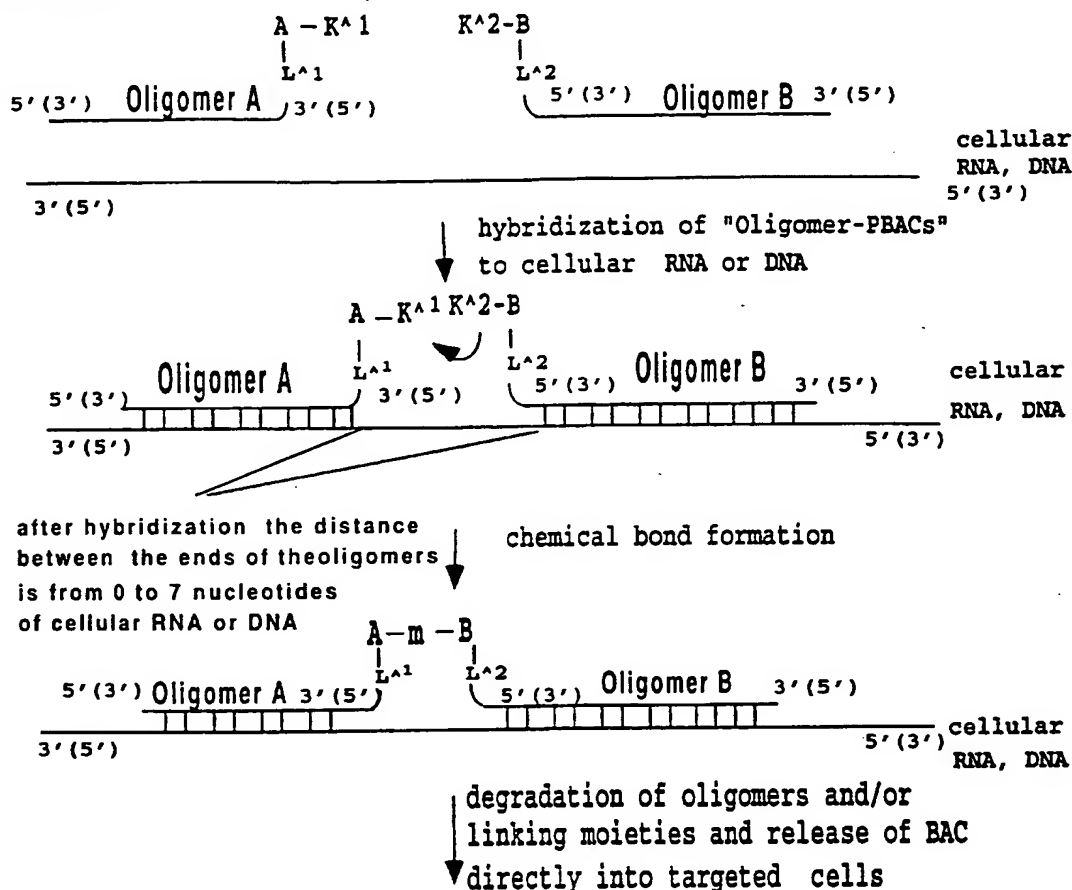 A – K^1 K^2-B
L^1 L^2
5'(3') Oligomer A 3'(5') 5'(3') Oligomer B 3'(5')
cellular
RNA, DNA
3'(5') 5'(3')
hybridization of "Oligomer-PBACs"
to cellular RNA or DNA
A – K^1 K^2-B
L^1 L^2
5'(3') Oligomer A 3'(5') 5'(3') Oligomer B 3'(5') cellular
RNA, DNA
3'(5') 5'(3')
after hybridization the distance
between the ends of theoligomers
is from 0 to 7 nucleotides
of cellular RNA or DNA
chemical bond formation
A–m –B
L^1 L^2
5'(3') Oligomer A 3'(5') 5'(3') Oligomer B 3'(5')
3'(5') 5'(3') cellular
RNA, DNA
degradation of oligomers and/or
linking moieties and release of BAC
directly into targeted cells